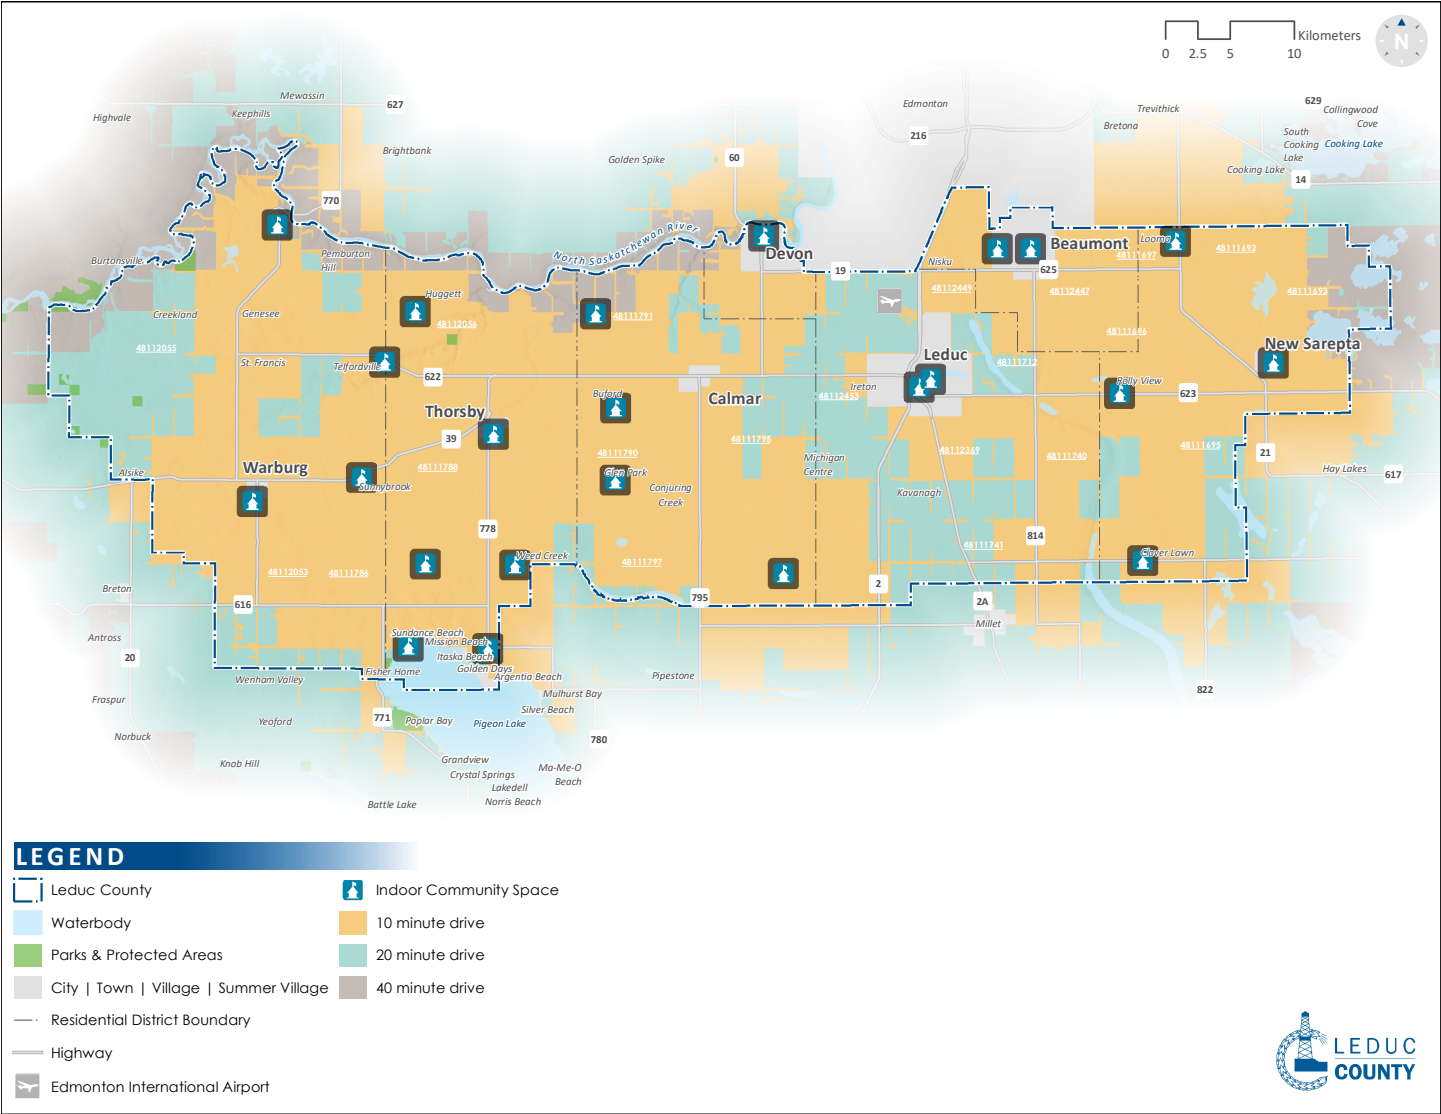 Kilometers
0 2.5 5 10
N
Mewassin
627
Highvale
Keephills
Brightbank
Golden Spike
60
Edmonton
216
Trevithick
Bretona
629
Collingwood
Cove
South
Cooking
Lake
Cooking Lake
Cooking Lake
14
770
North Saskatchewan River
Burtonsville
Pemburton
Hill
Devon
19
Nisku
Beaumont
625
Looma
48111697
48111692
48111693
48112449
48112447
48111696
Creekland
Genesee
Huggett
48112056
48111791
48112055
St. Francis
Telfordville
622
Leduc
Ireton
48111712
New Sarepta
Rolly View
623
Thorsby
39
Buford
Calmar
48112453
48111795
48111788
48111790
Glen Park
Conjuring
Creek
Michigan
Centre
48112369
48111740
48111695
21
Hay Lakes
617
Alsike
Warburg
Sunnybrook
Kavanagh
778
814
48111741
Weed Creek
48111797
Clover Lawn
48112053
48111786
Breton
616
795
2
2A
Millet
Antross
20
Sundance Beach
Mission Beach
Itaska Beach
Golden Days
Argentia Beach
Fisher Home
Wenham Valley
Pipestone
822
Fraspur
Mulhurst Bay
Silver Beach
Yeoford
771
Poplar Bay
Pigeon Lake
Norbuck
780
Knob Hill
Grandview
Crystal Springs
Ma-Me-O
Beach
Lakedell
Norris Beach
Battle Lake
LEGEND
Leduc County
Waterbody
Parks & Protected Areas
City | Town | Village | Summer Village
Residential District Boundary
Highway
Edmonton International Airport
Indoor Community Space
10 minute drive
20 minute drive
40 minute drive
LEDUC
COUNTY